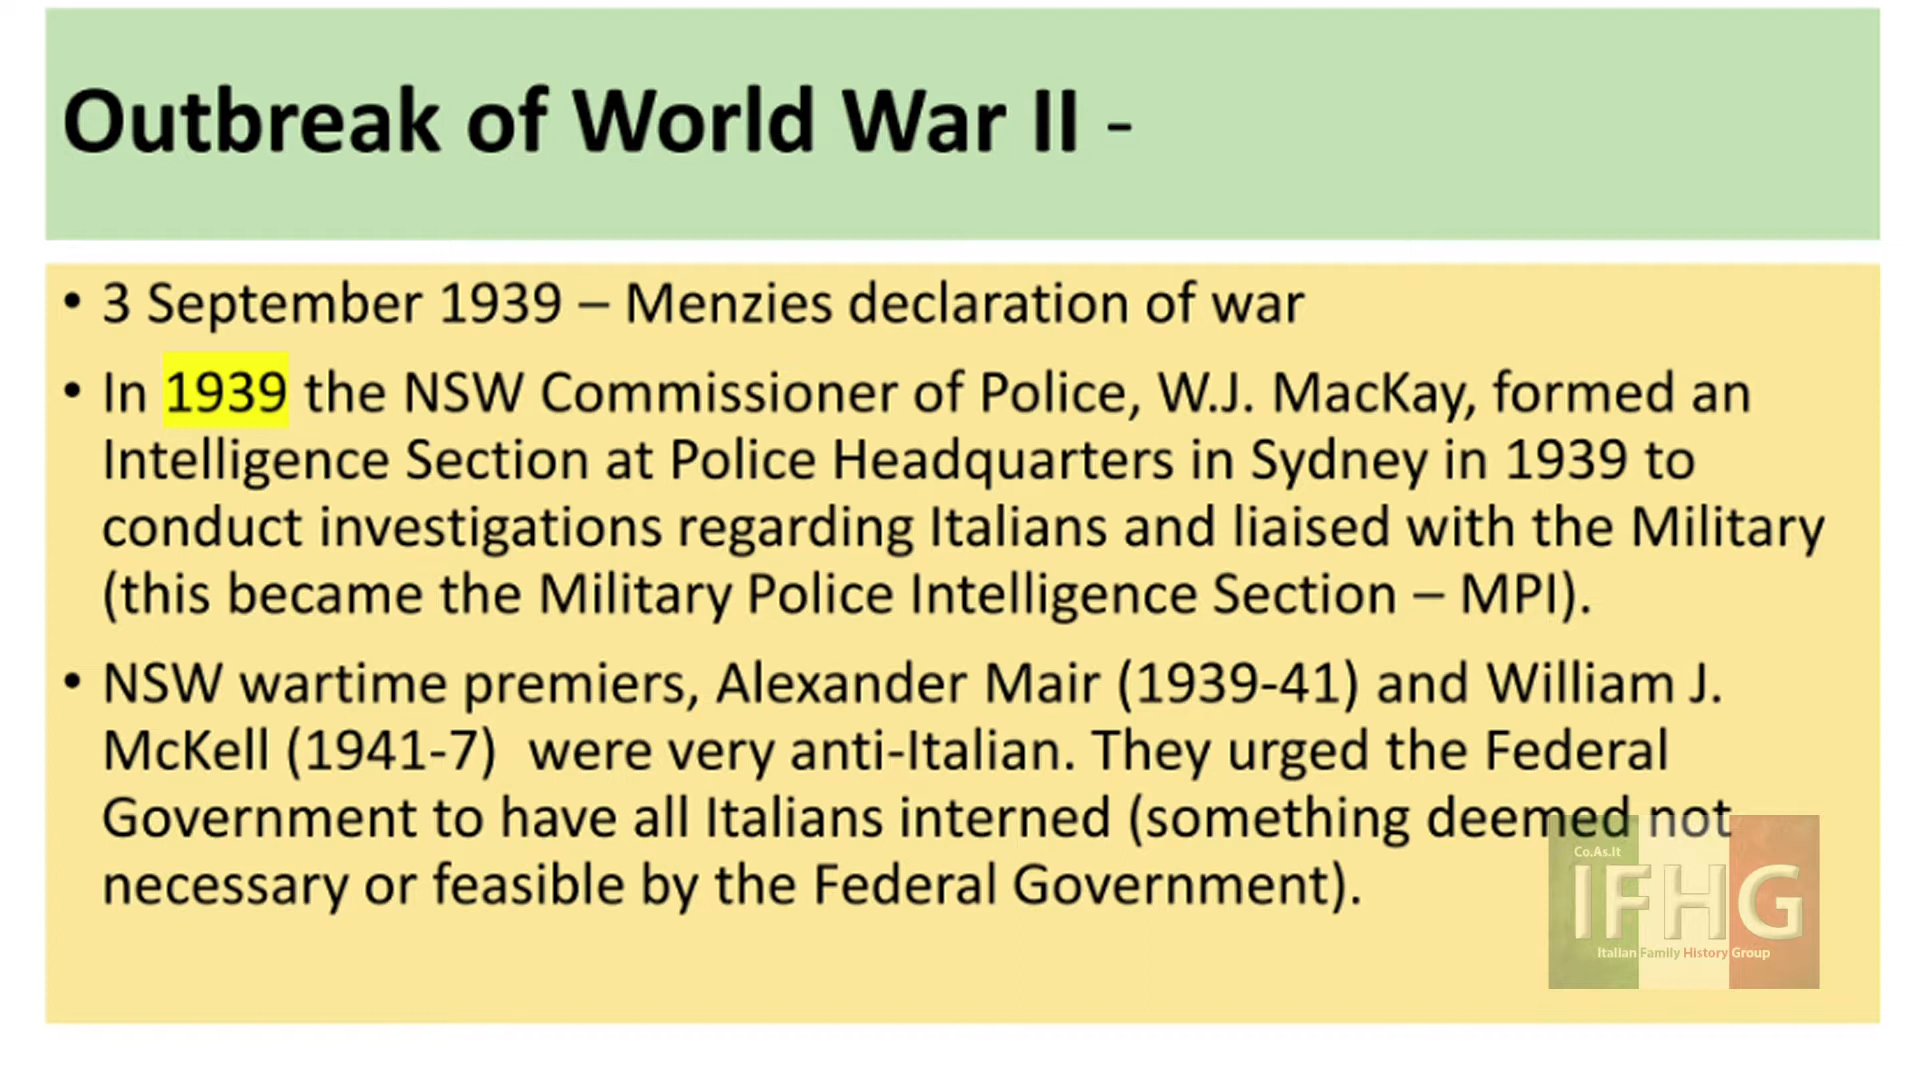 Outbreak of World War II -
• 3 September 1939 – Menzies declaration of war
• In 1939 the NSW Commissioner of Police, W.J. MacKay, formed an
Intelligence Section at Police Headquarters in Sydney in 1939 to
conduct investigations regarding Italians and liaised with the Military
(this became the Military Police Intelligence Section – MPI).
• NSW wartime premiers, Alexander Mair (1939-41) and William J.
McKell (1941-7)  were very anti-Italian. They urged the Federal
Government to have all Italians interned (something deemed not
necessary or feasible by the Federal Government).
Co.As.It
IFHG
Italian Family History Group